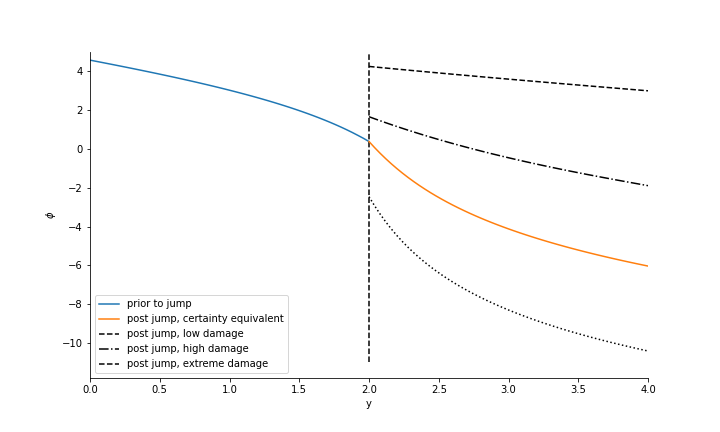 4
2
0
−2
−4
−6
−8
−10
ϕ
prior to jump
post jump, certainty equivalent
post jump, low damage
post jump, high damage
post jump, extreme damage
0.0 0.5 1.0 1.5 2.0 2.5 3.0 3.5 4.0
y